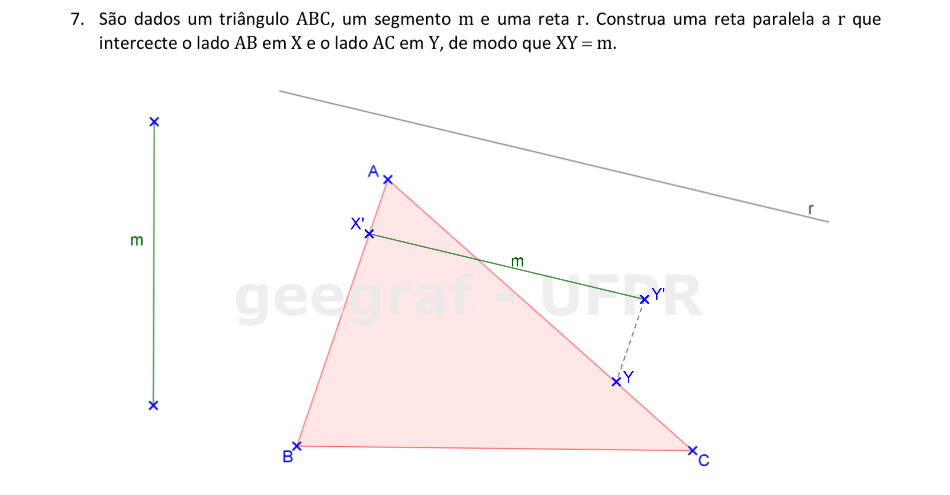 7. São dados um triângulo ABC, um segmento m e uma reta r. Construa uma reta paralela a r que
intercecte o lado AB em X e o lado AC em Y, de modo que XY = m.
r
A
X'
m
m
geegraf - UFPR
Y'
Y
B
C